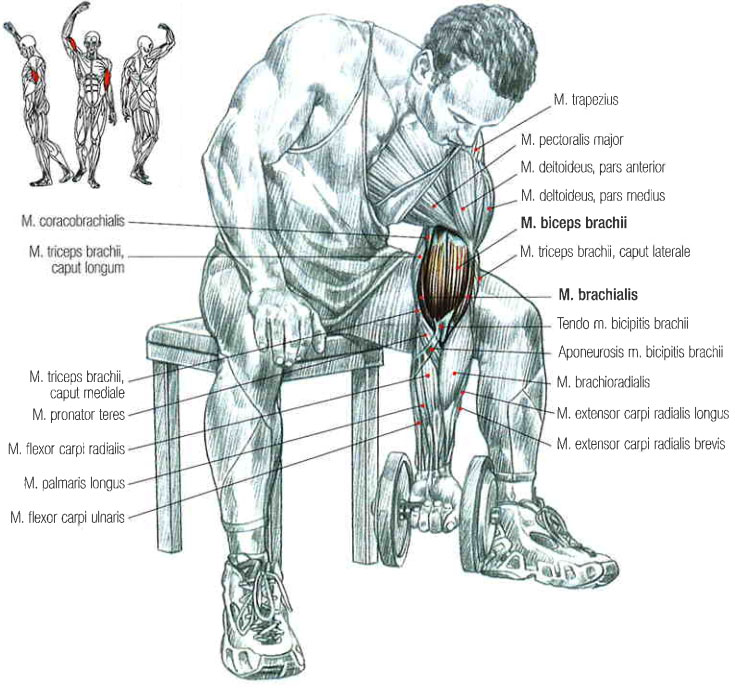 M. trapezius
M. pectoralis major
M. deltoideus, pars anterior
M. deltoideus, pars medius
M. biceps brachii
M. triceps brachii, caput laterale
M. brachialis
Tendo m. bicipitis brachii
Aponeurosis m. bicipitis brachii
M. brachioradialis
M. extensor carpi radialis longus
M. extensor carpi radialis brevis
M. coracobrachialis
M. triceps brachii,
caput longum
M. triceps brachii,
caput mediale
M. pronator teres
M. flexor carpi radialis
M. palmaris longus
M. flexor carpi ulnaris